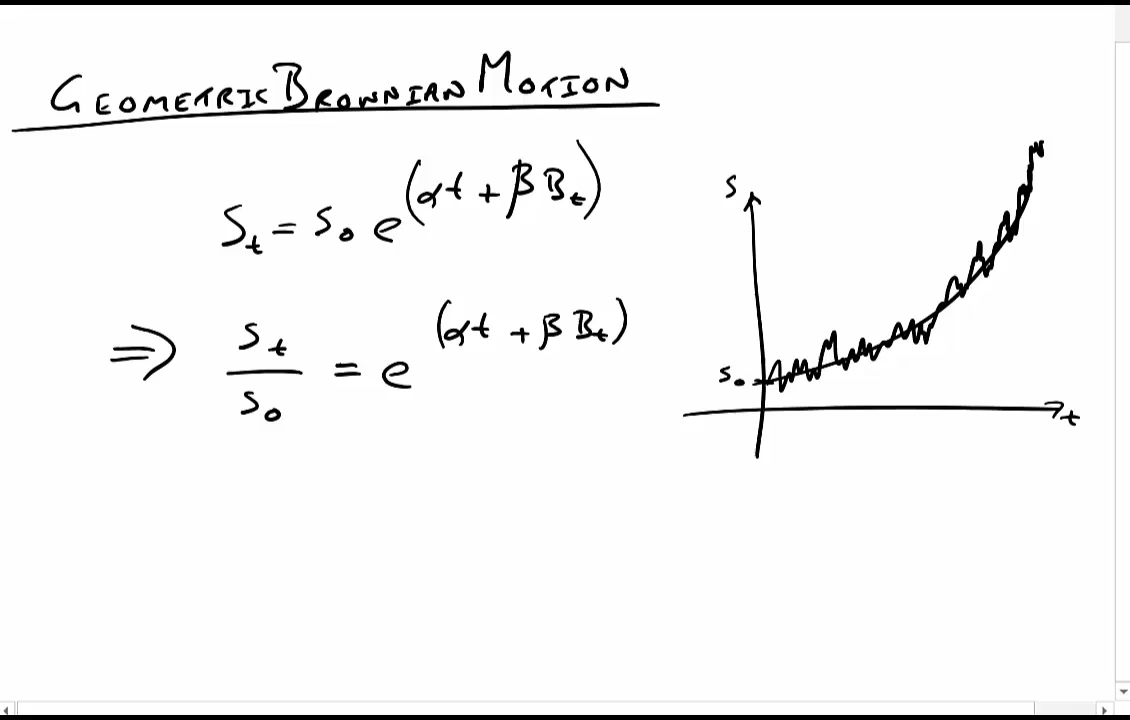 GEOMETRIC BROWNIAN MOTION
S_t = S_0 e^(αt + βB_t)
⇒ S_t / S_0 = e^(αt + βB_t)
S
S_0
t